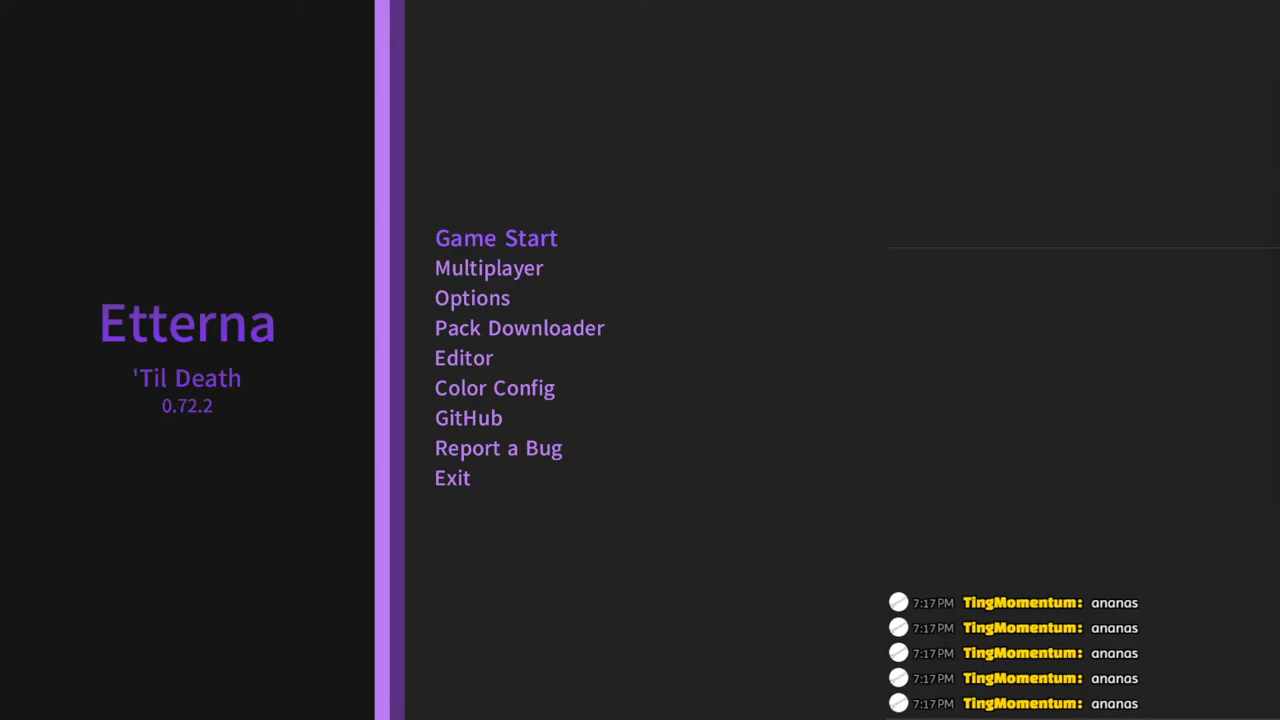 Etterna
'Til Death
0.72.2
Game Start
Multiplayer
Options
Pack Downloader
Editor
Color Config
GitHub
Report a Bug
Exit
7:17 PM TingMomentum: ananas
7:17 PM TingMomentum: ananas
7:17 PM TingMomentum: ananas
7:17 PM TingMomentum: ananas
7:17 PM TingMomentum: ananas